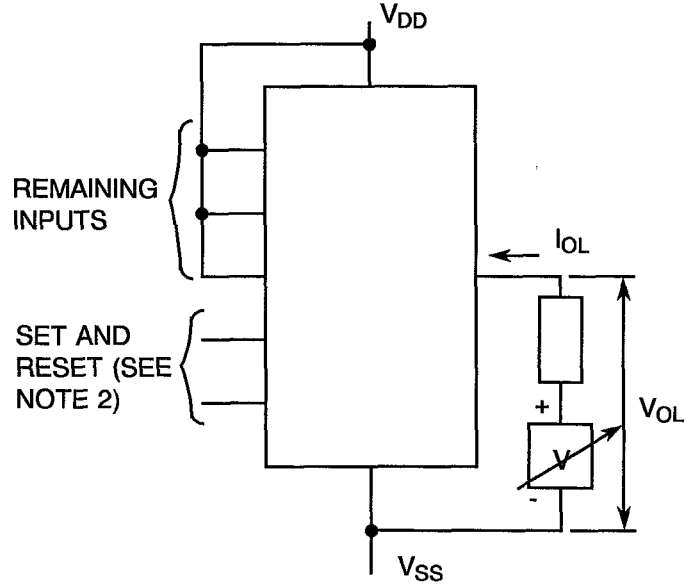 VDD
REMAINING
INPUTS
IOL
SET AND
RESET (SEE
NOTE 2)
+
V
-
VOL
VSS